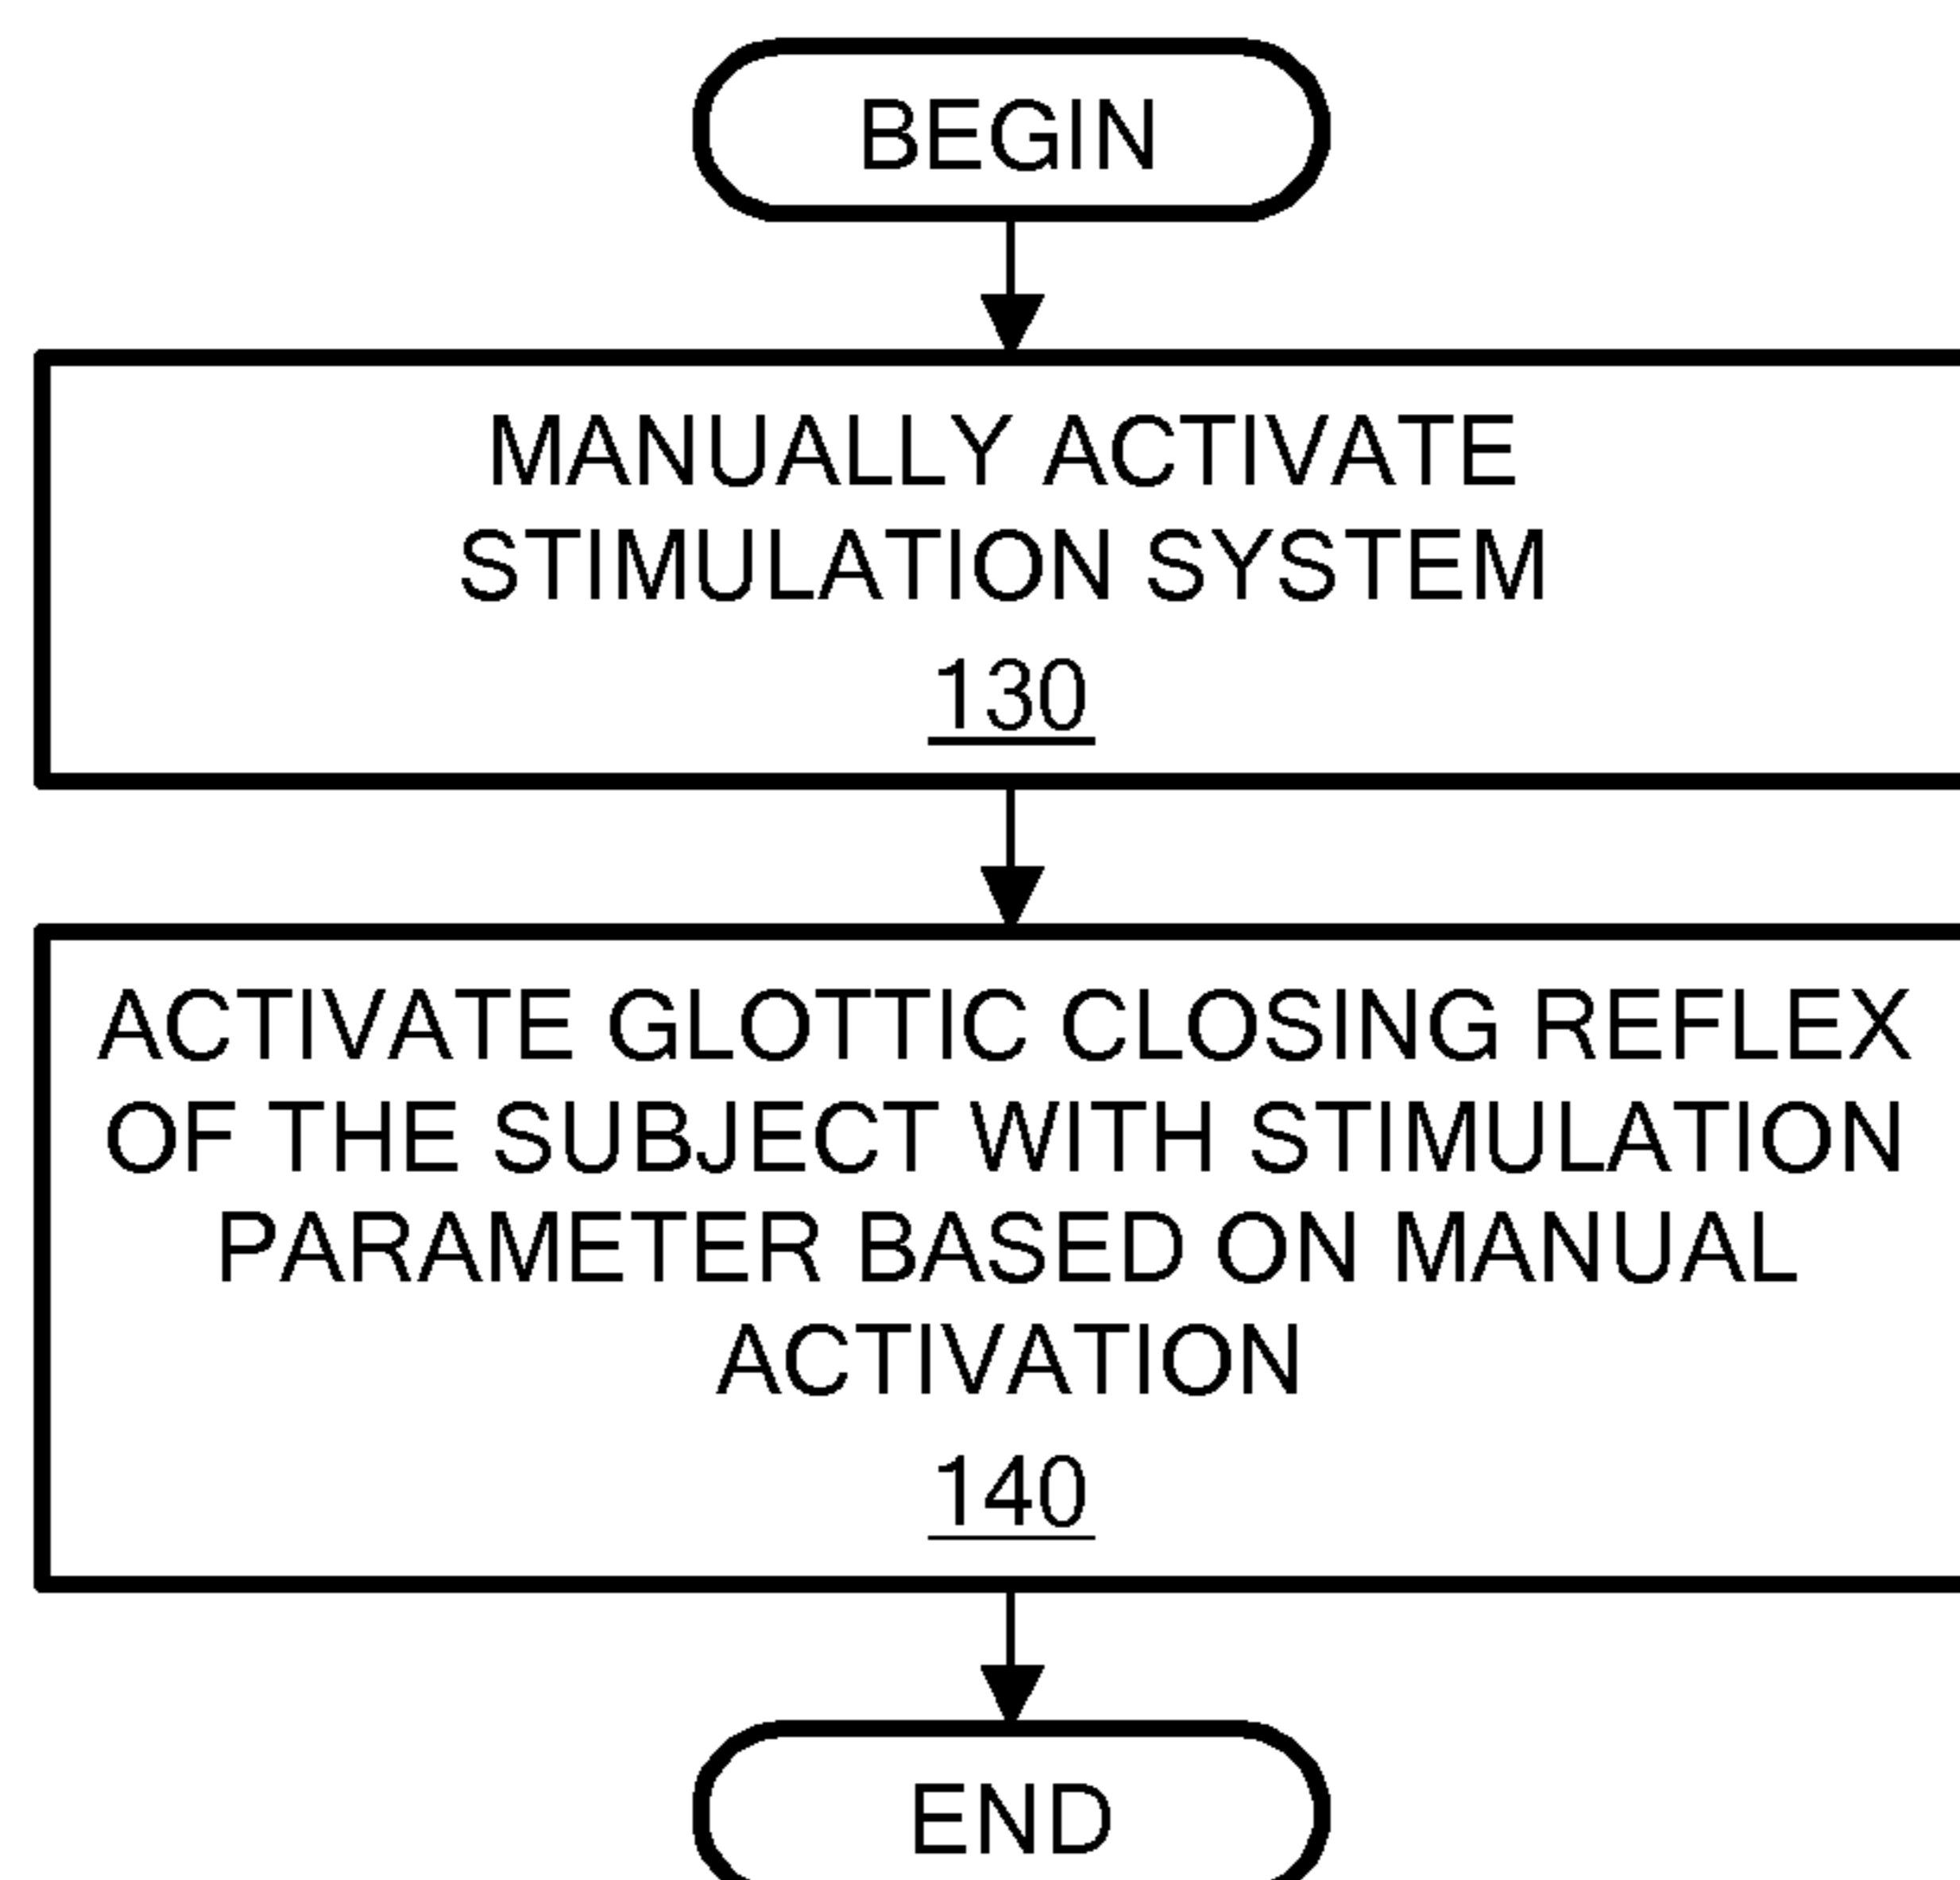 BEGIN
MANUALLY ACTIVATE
STIMULATION SYSTEM
130
ACTIVATE GLOTTIC CLOSING REFLEX
OF THE SUBJECT WITH STIMULATION
PARAMETER BASED ON MANUAL
ACTIVATION
140
END